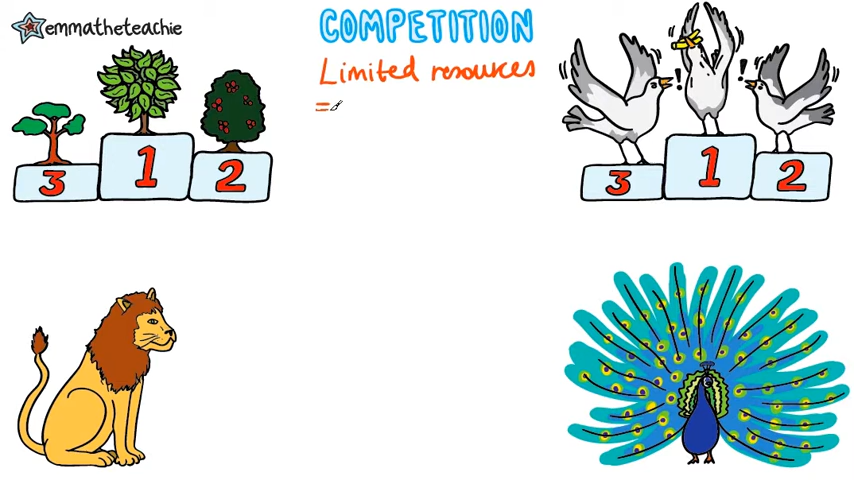 emmatheteachie
COMPETITION
Limited resources
=
3 1 2
3 1 2
! !